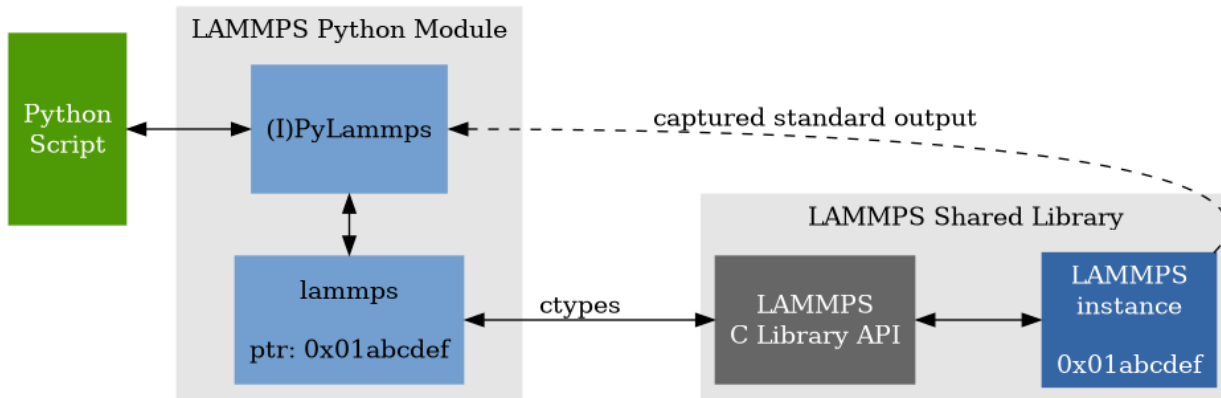 LAMMPS Python Module
Python
Script
(I)PyLammps
captured standard output
LAMMPS Shared Library
lammps
ptr: 0x01abcdef
ctypes
LAMMPS
C Library API
LAMMPS
instance
0x01abcdef